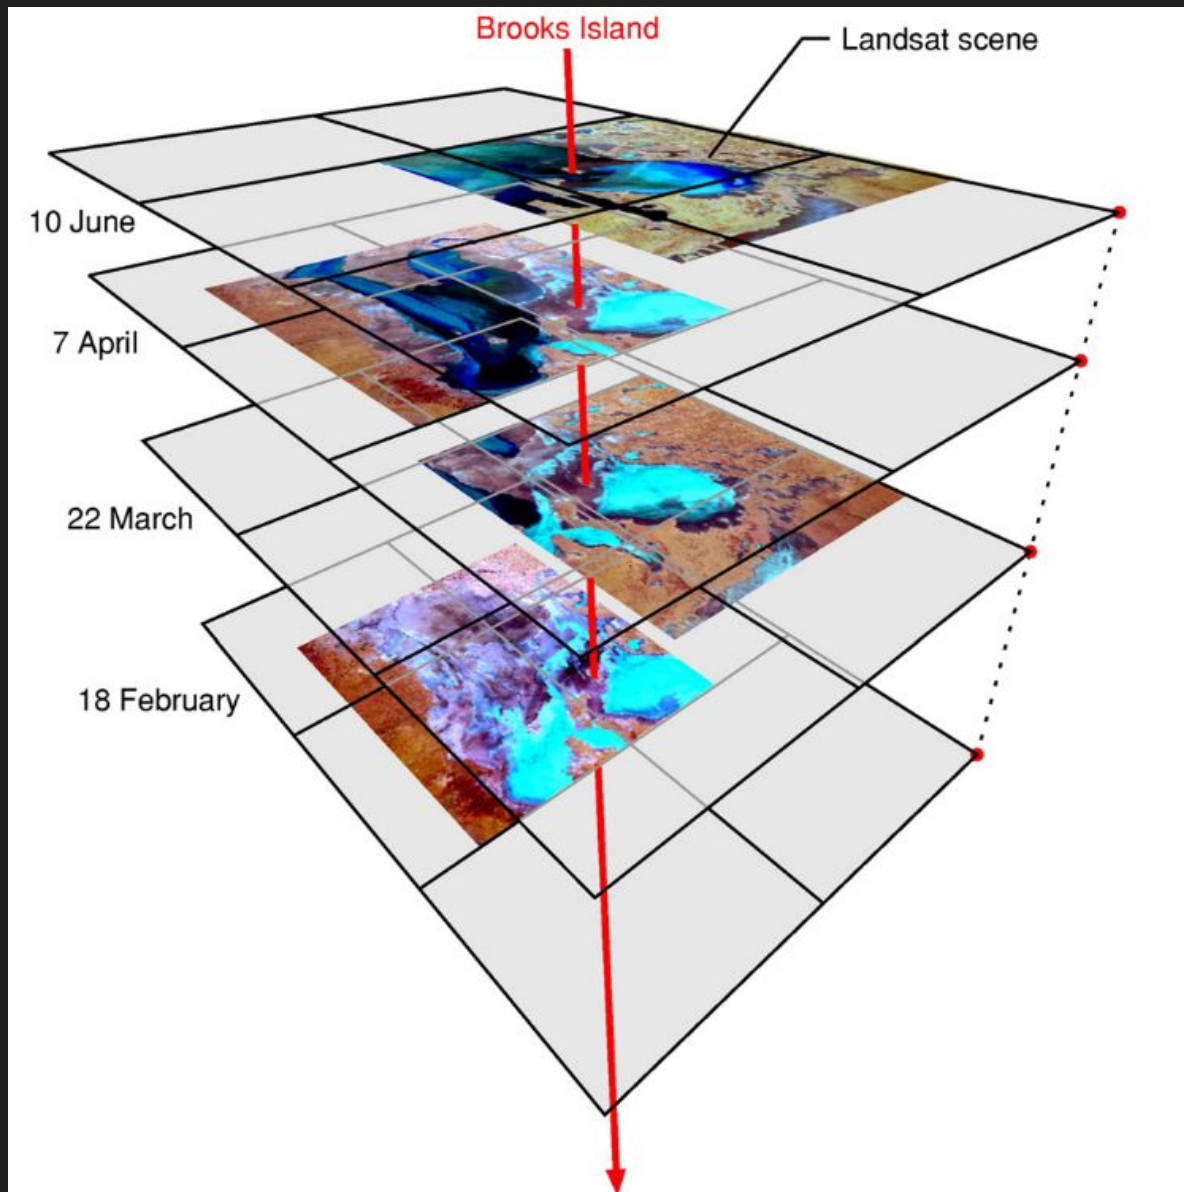 Brooks Island
Landsat scene
10 June
7 April
22 March
18 February